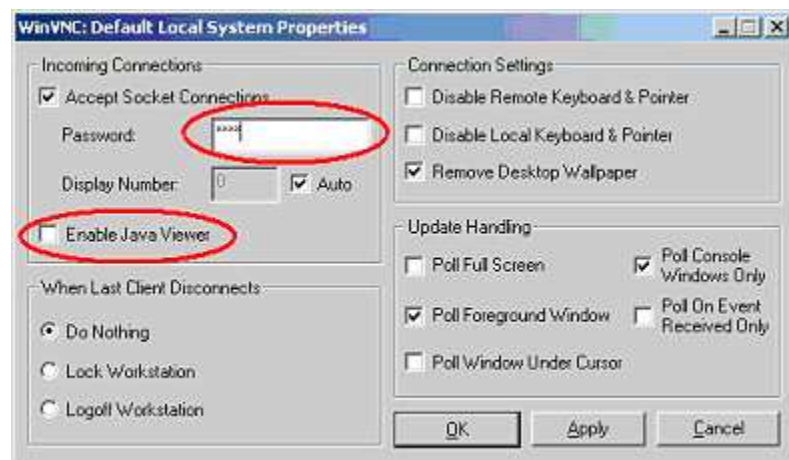 WinVNC: Default Local System Properties
Incoming Connections
Accept Socket Connections
Password:
****
Display Number:
0
Auto
Enable Java Viewer
When Last Client Disconnects
Do Nothing
Lock Workstation
Logoff Workstation
Connection Settings
Disable Remote Keyboard & Pointer
Disable Local Keyboard & Pointer
Remove Desktop Wallpaper
Update Handling
Poll Full Screen
Poll Console
Windows Only
Poll Foreground Window
Poll On Event
Received Only
Poll Window Under Cursor
OK
Apply
Cancel